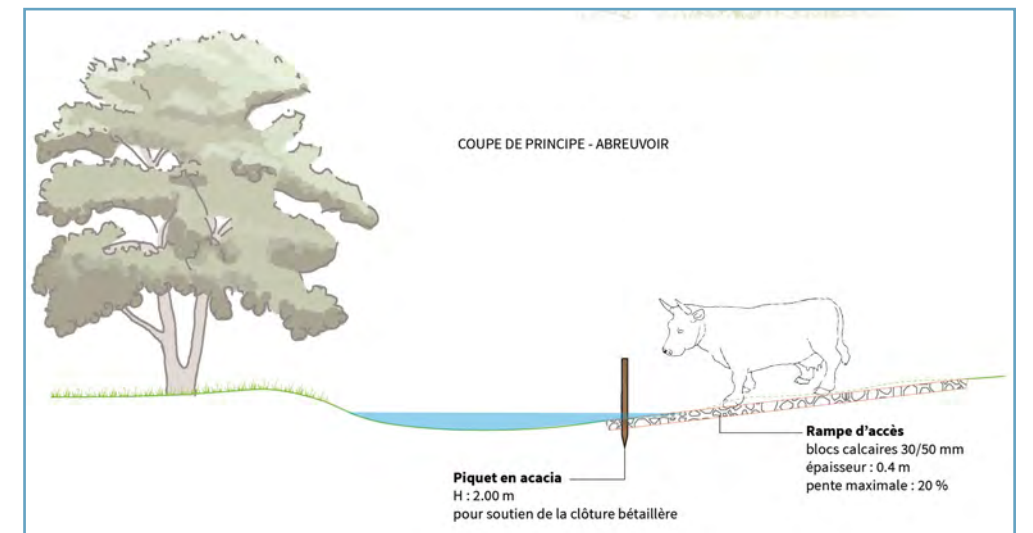 COUPE DE PRINCIPE - ABREUVOIR
Rampe d'accès
blocs calcaires 30/50 mm
épaisseur : 0.4 m
pente maximale : 20 %
Piquet en acacia
H : 2.00 m
pour soutien de la clôture bétaillère